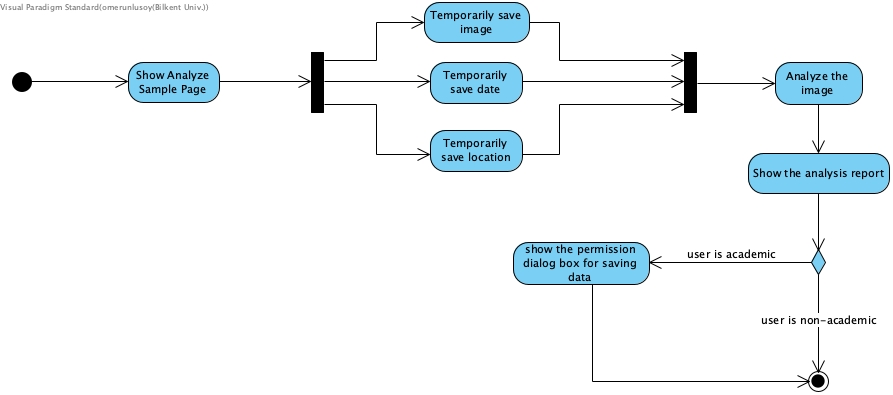 Visual Paradigm Standard(omerunlusoy(Bilkent Univ.))
Temporarily save
image
Show Analyze
Sample Page
Temporarily
save date
Analyze the
image
Temporarily
save location
Show the analysis report
show the permission
dialog box for saving
data
user is academic
user is non-academic